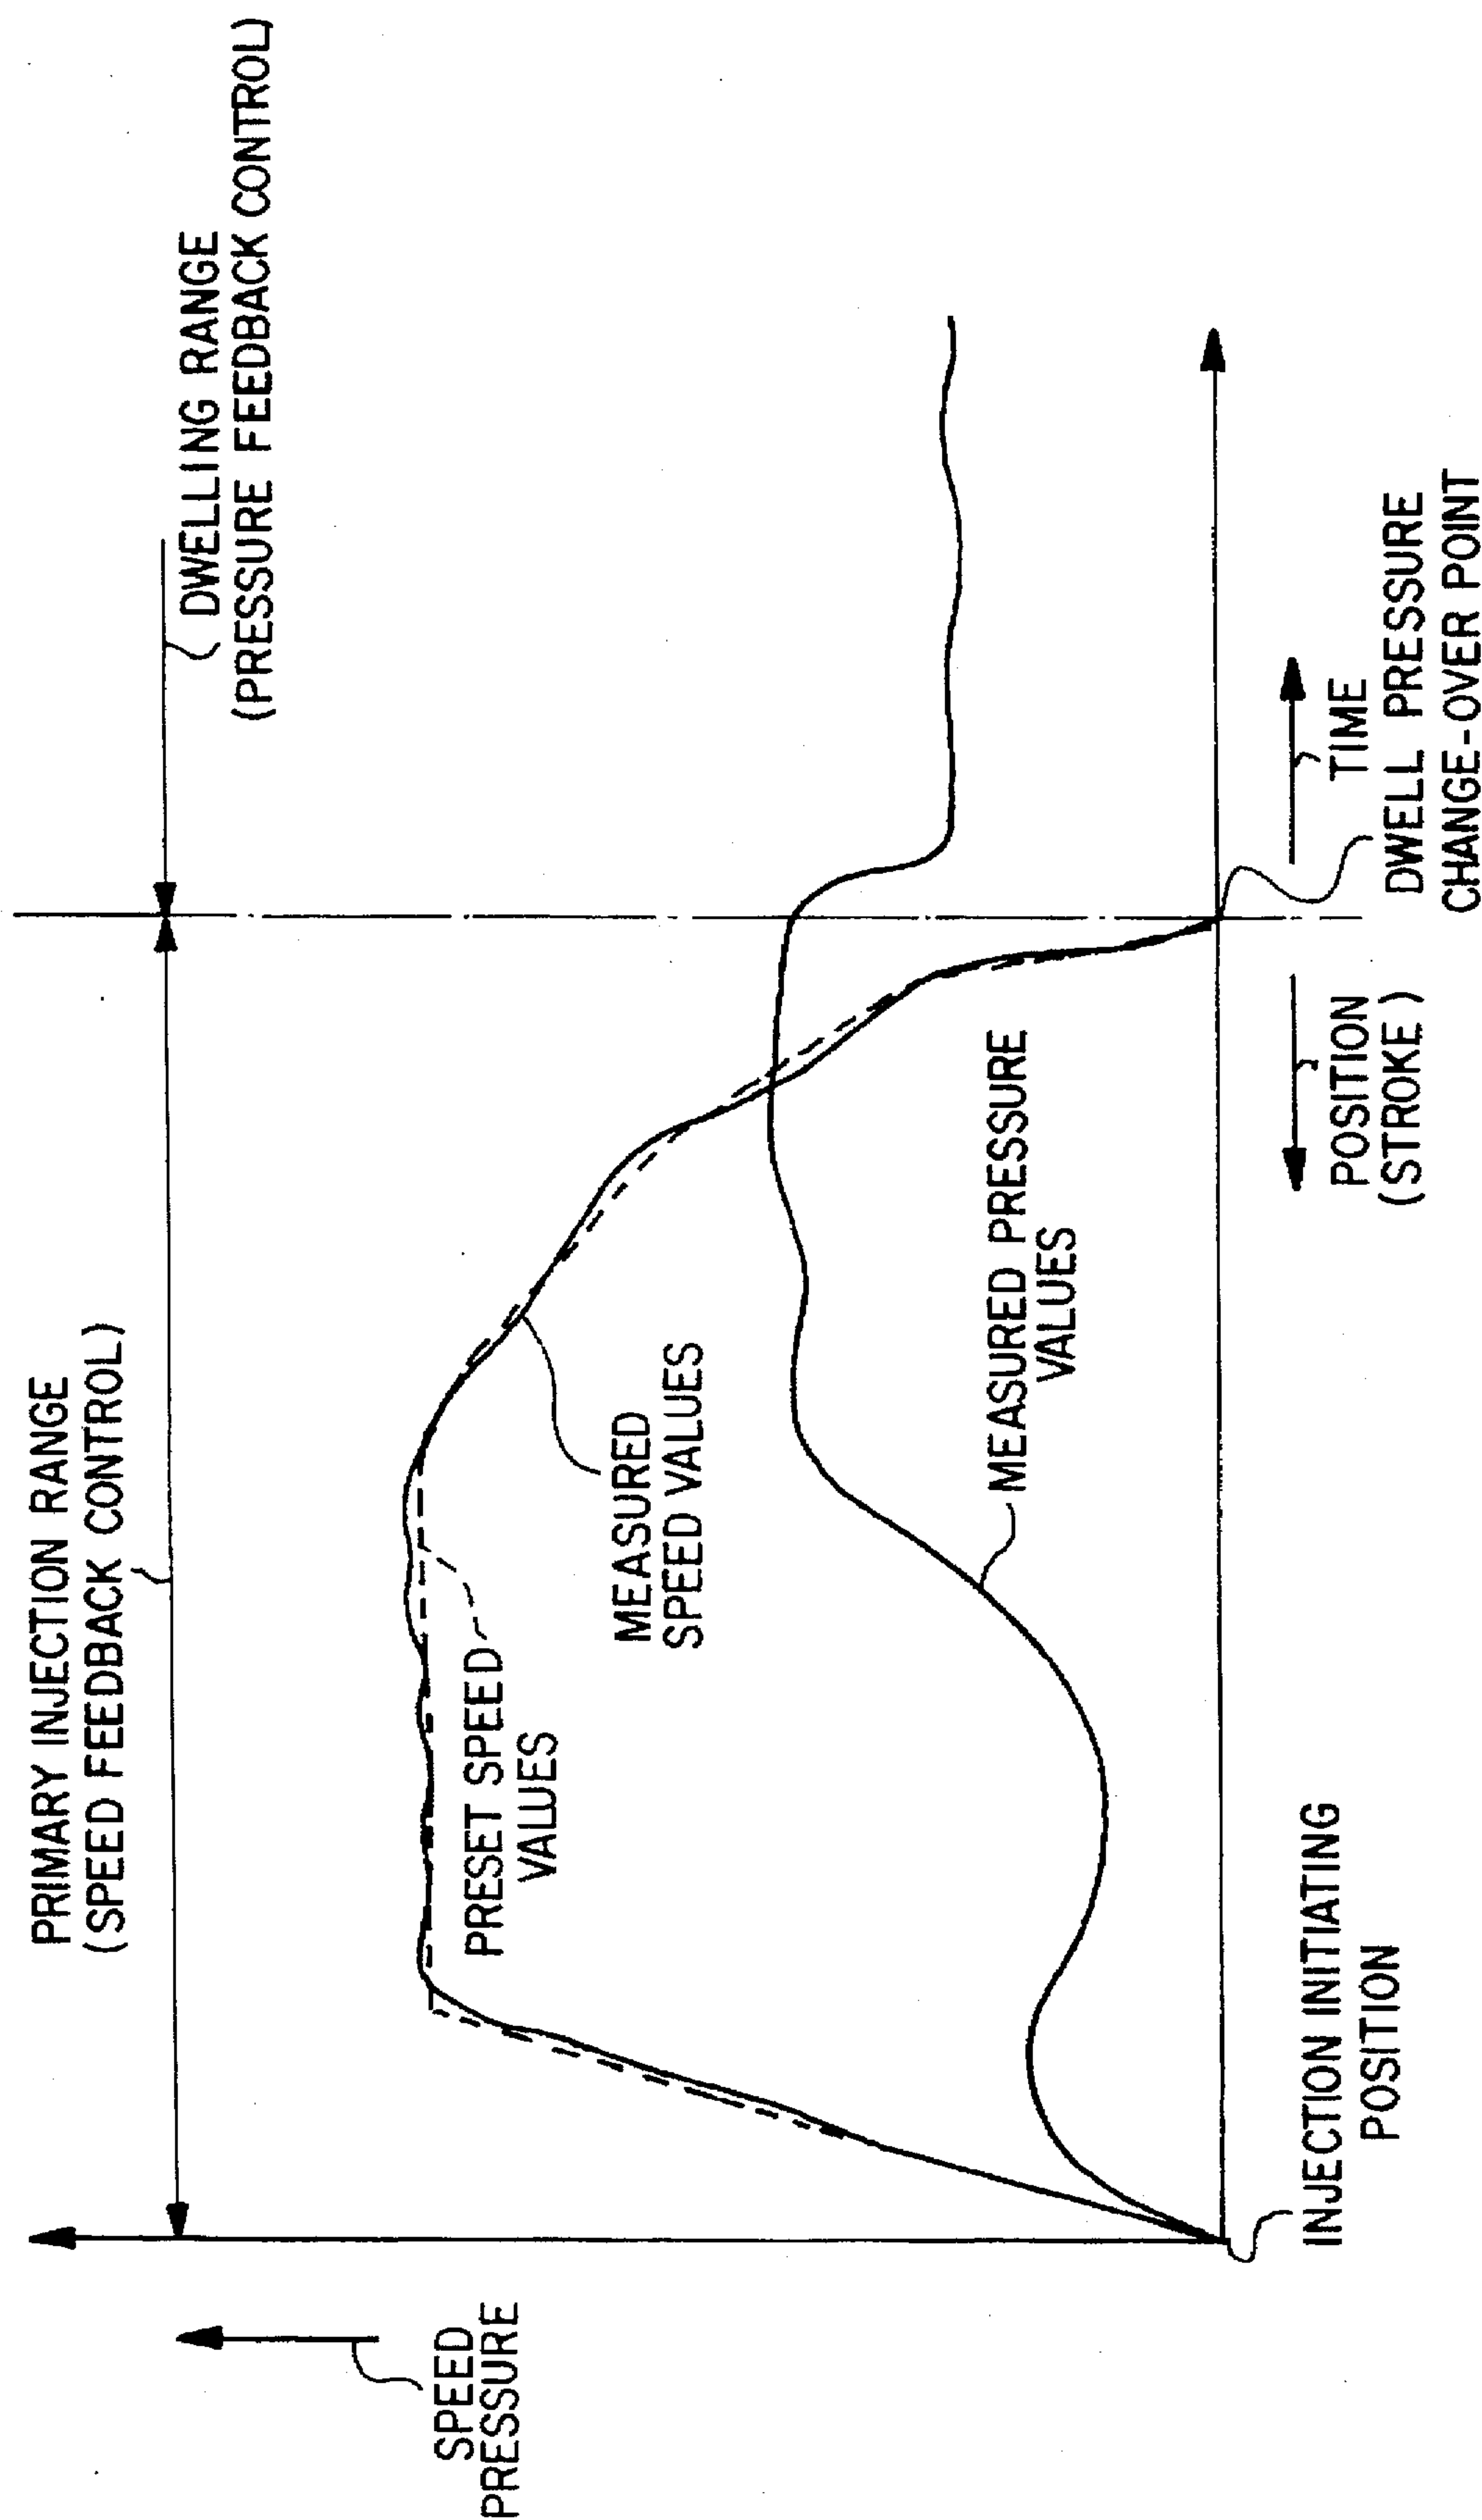 PRIMARY INJECTION RANGE
(SPEED FEEDBACK CONTROL)
DWELLING RANGE
(PRESSURE FEEDBACK CONTROL)
SPEED
PRESSURE
PRESET SPEED
VALUES
MEASURED
SPEED VALUES
MEASURED PRESSURE
VALUES
INJECTION INITIATING
POSITION
POSITION
(STROKE)
TIME
DWELL PRESSURE
CHANGE-OVER POINT